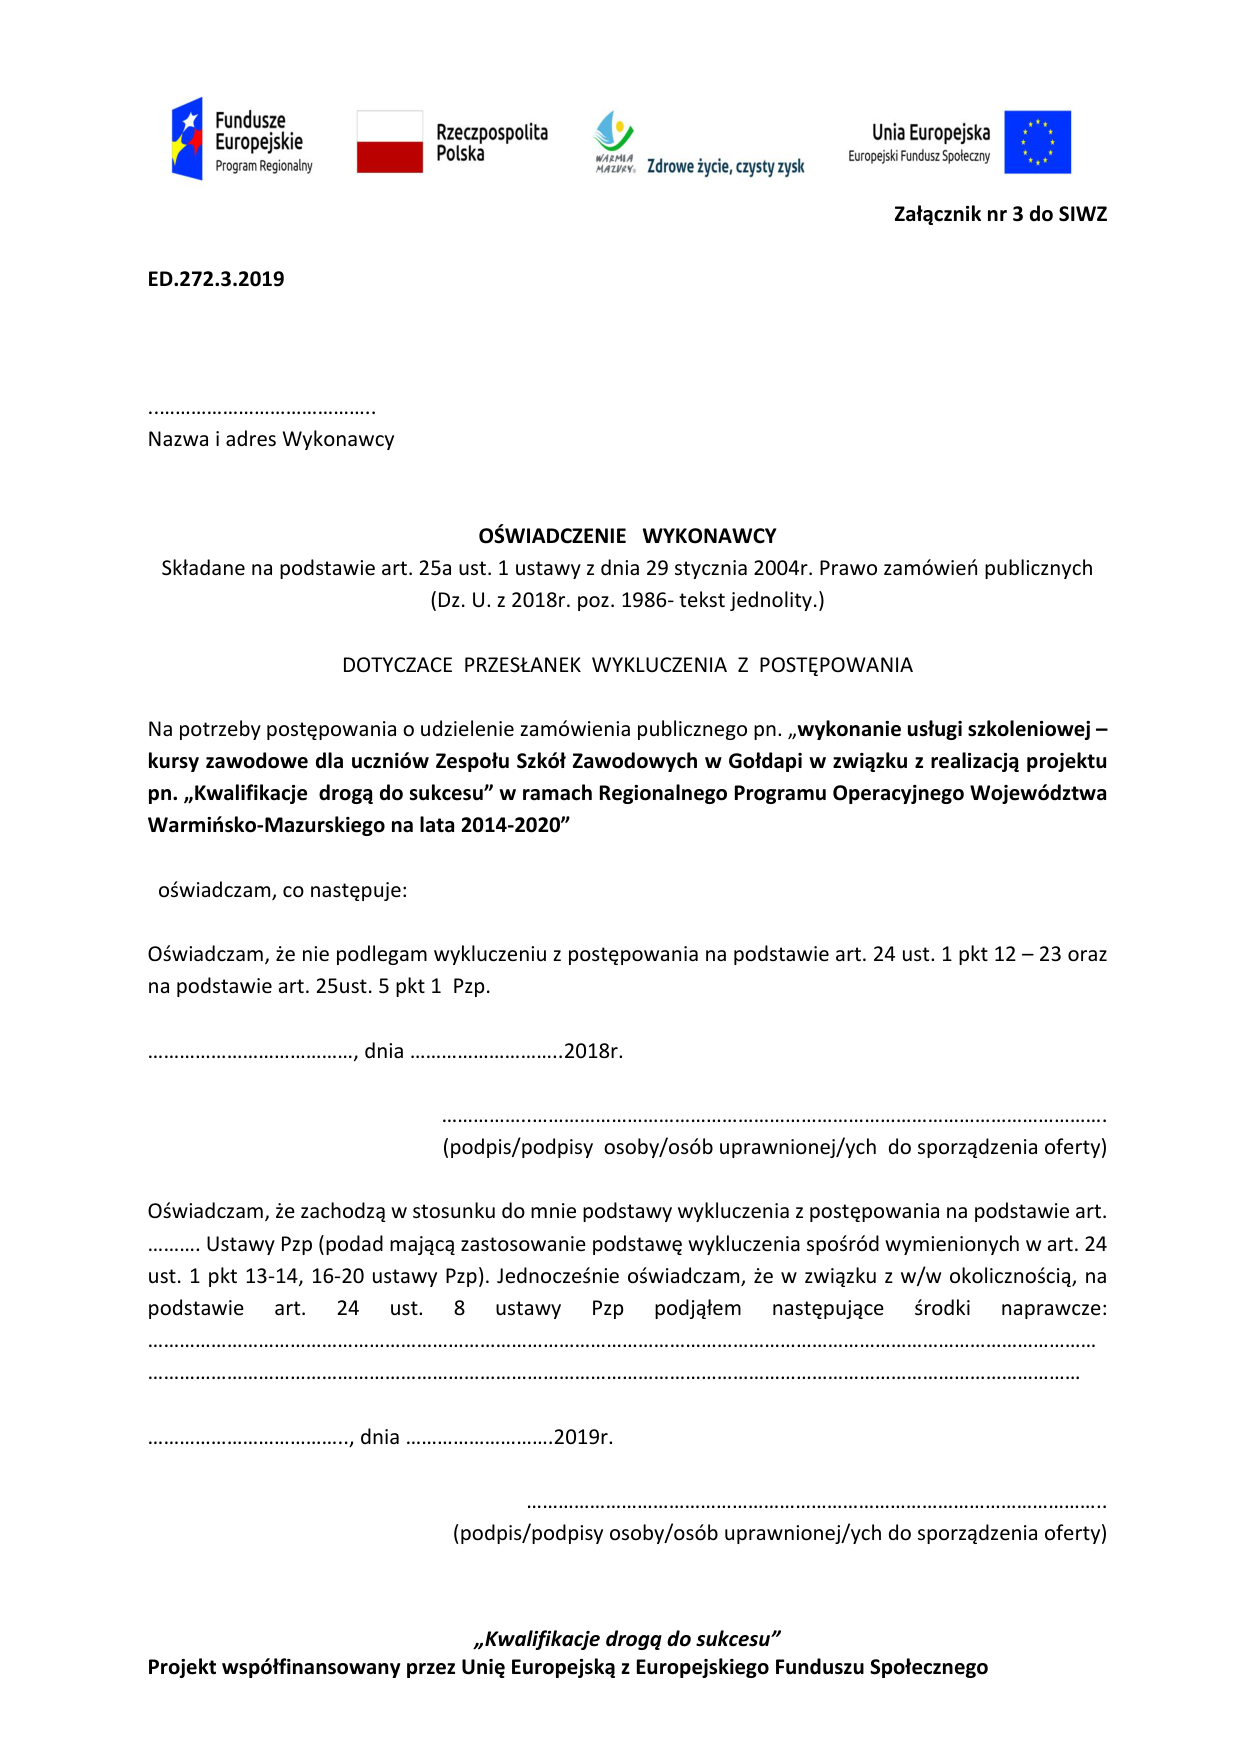 Fundusze
Europejskie
Program Regionalny
Rzeczpospolita
Polska
WARMIA
MAZURY
Zdrowe życie, czysty zysk
Unia Europejska
Europejski Fundusz Społeczny
Załącznik nr 3 do SIWZ
ED.272.3.2019
..…………………………………..
Nazwa i adres Wykonawcy
OŚWIADCZENIE WYKONAWCY
Składane na podstawie art. 25a ust. 1 ustawy z dnia 29 stycznia 2004r. Prawo zamówień publicznych
(Dz. U. z 2018r. poz. 1986- tekst jednolity.)
DOTYCZACE PRZESŁANEK WYKLUCZENIA Z POSTĘPOWANIA
Na potrzeby postępowania o udzielenie zamówienia publicznego pn. „wykonanie usługi szkoleniowej –
kursy zawodowe dla uczniów Zespołu Szkół Zawodowych w Gołdapi w związku z realizacją projektu
pn. „Kwalifikacje drogą do sukcesu” w ramach Regionalnego Programu Operacyjnego Województwa
Warmińsko-Mazurskiego na lata 2014-2020”
oświadczam, co następuje:
Oświadczam, że nie podlegam wykluczeniu z postępowania na podstawie art. 24 ust. 1 pkt 12 – 23 oraz
na podstawie art. 25ust. 5 pkt 1 Pzp.
…………………………………, dnia ………………………..2018r.
……………..……………………………………………………………………………………………….
(podpis/podpisy osoby/osób uprawnionej/ych do sporządzenia oferty)
Oświadczam, że zachodzą w stosunku do mnie podstawy wykluczenia z postępowania na podstawie art.
………. Ustawy Pzp (podad mającą zastosowanie podstawę wykluczenia spośród wymienionych w art. 24
ust. 1 pkt 13-14, 16-20 ustawy Pzp). Jednocześnie oświadczam, że w związku z w/w okolicznością, na
podstawie art. 24 ust. 8 ustawy Pzp podjąłem następujące środki naprawcze:
………………………………………………………………………………………………………………………………………………………………
……………………………………………………………………………………………………………………………………………………………
……………………………….., dnia ……………………….2019r.
………………………………………………………………………………………………..
(podpis/podpisy osoby/osób uprawnionej/ych do sporządzenia oferty)
„Kwalifikacje drogą do sukcesu”
Projekt współfinansowany przez Unię Europejską z Europejskiego Funduszu Społecznego